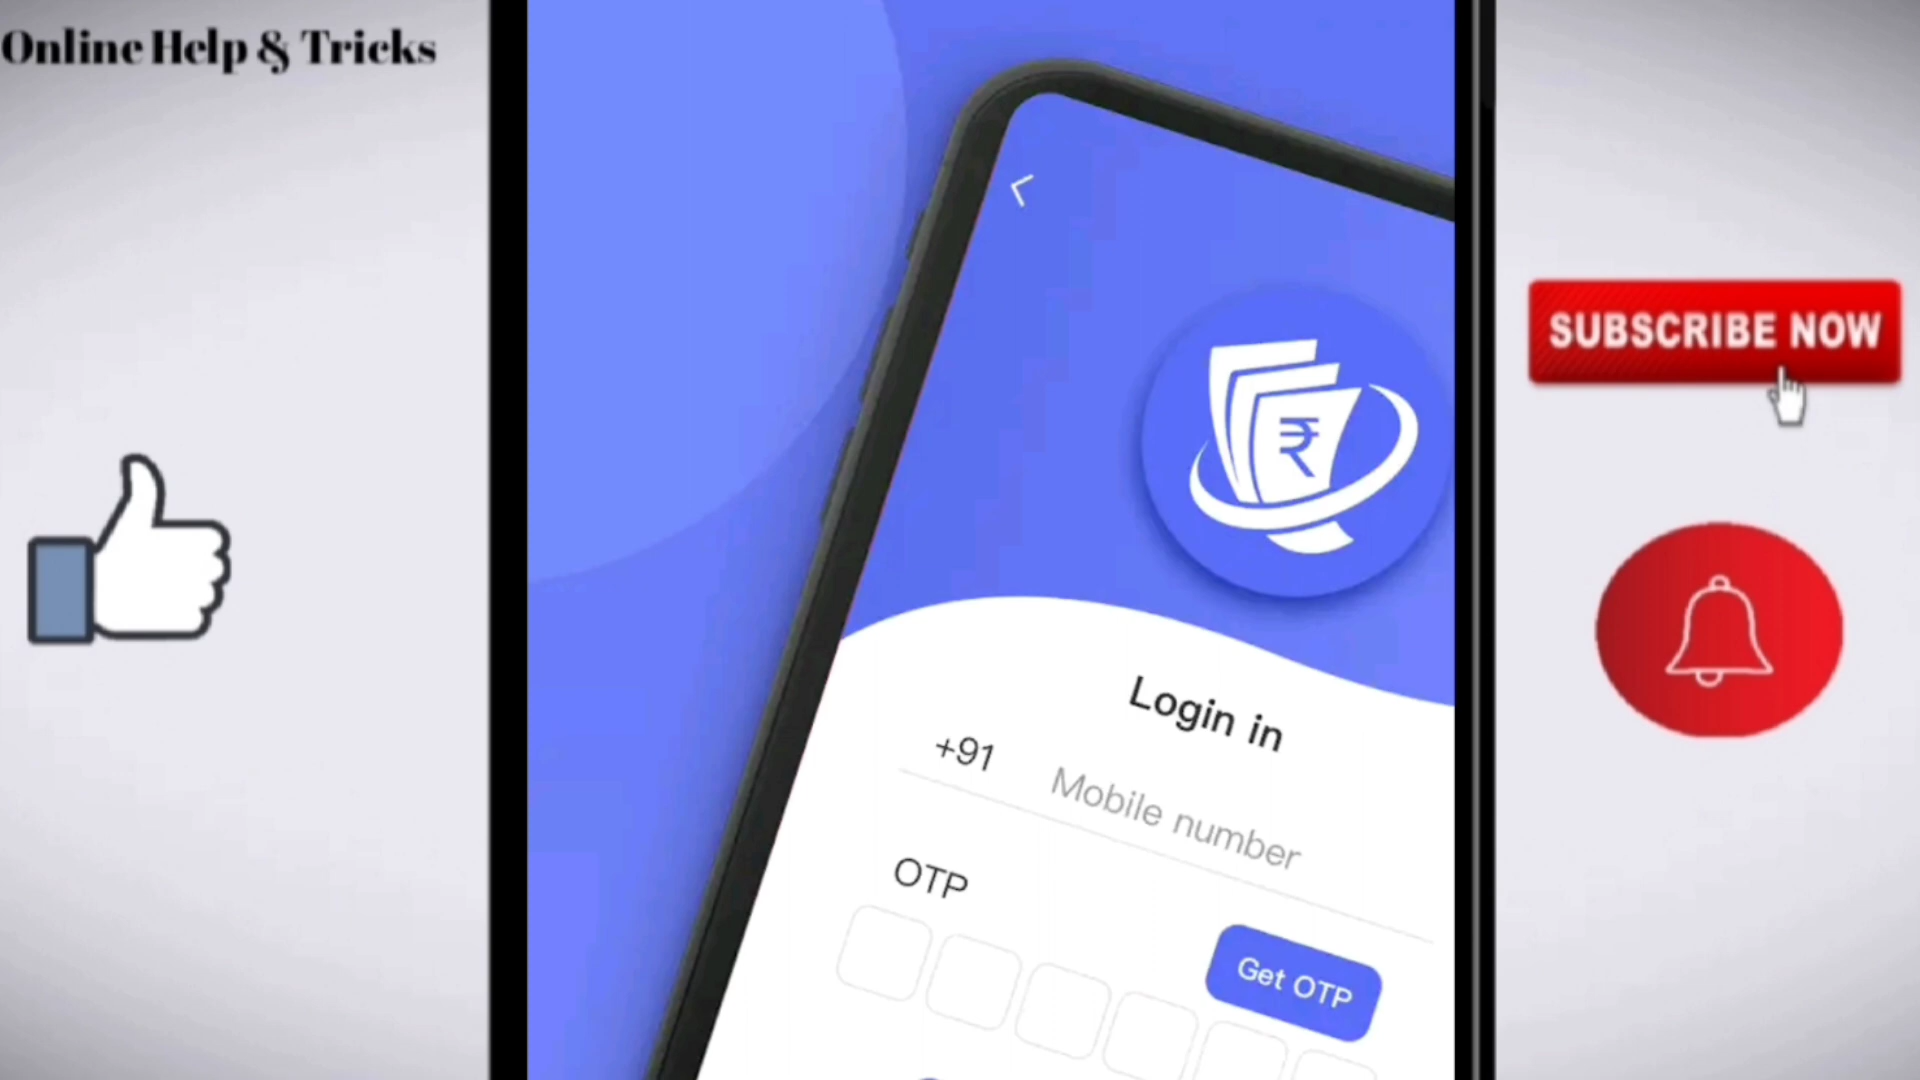 Online Help & Tricks
SUBSCRIBE NOW
₹
Login in
+91 Mobile number
OTP
Get OTP